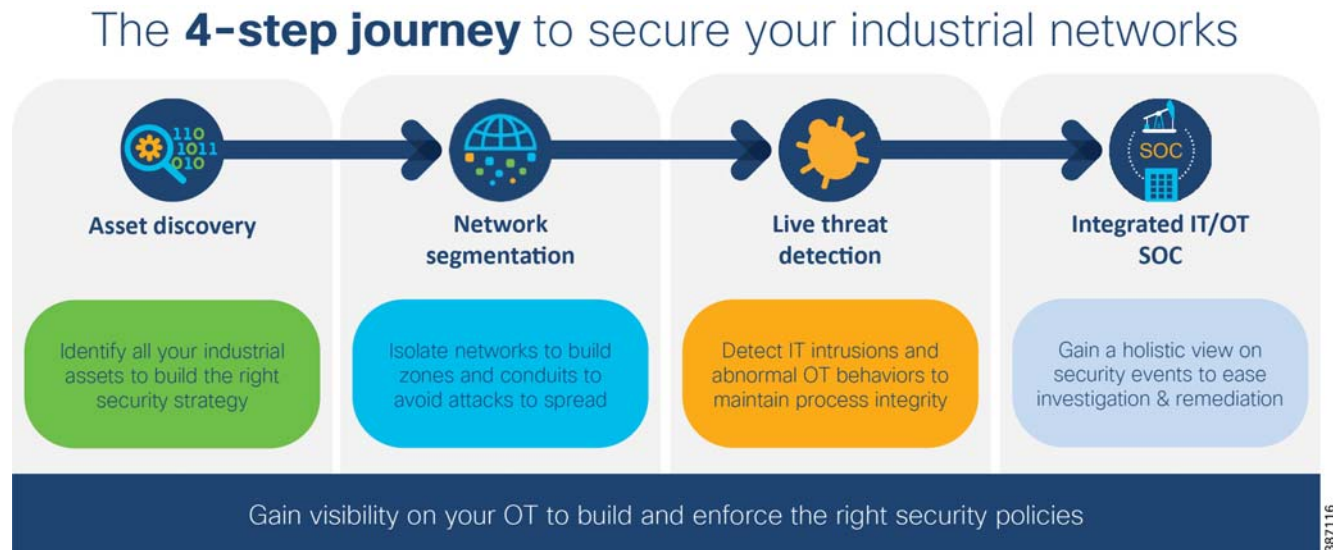 The 4-step journey to secure your industrial networks
110
1011
010
Asset discovery
Identify all your industrial
assets to build the right
security strategy
Network
segmentation
Isolate networks to build
zones and conduits to
avoid attacks to spread
Live threat
detection
Detect IT intrusions and
abnormal OT behaviors to
maintain process integrity
SOC
Integrated IT/OT
SOC
Gain a holistic view on
security events to ease
investigation & remediation
Gain visibility on your OT to build and enforce the right security policies
387116